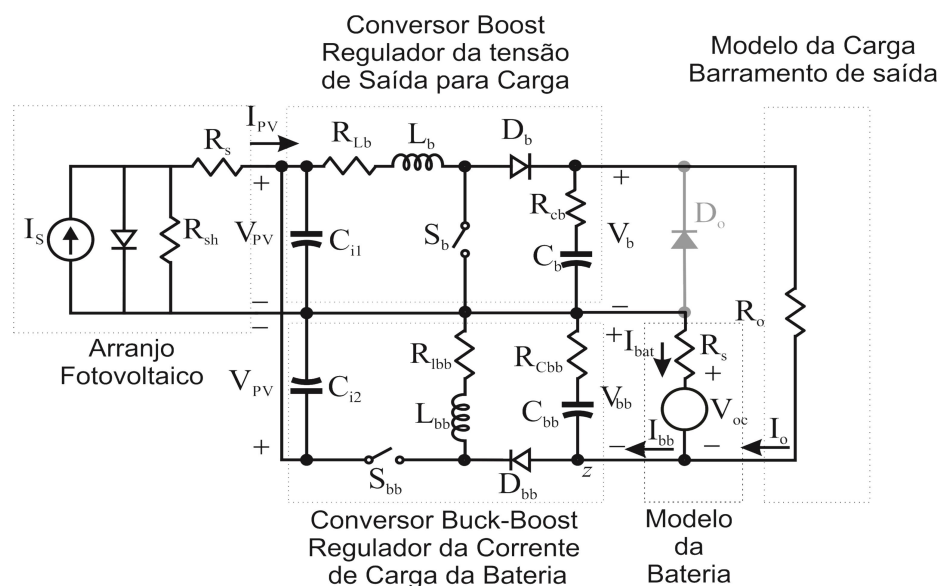 Conversor Boost
Regulador da tensão
de Saída para Carga
Modelo da Carga
Barramento de saída
I_PV
R_s
R_Lb
L_b
D_b
+
+
R_cb
I_S
R_sh
V_PV
C_i1
S_b
C_b
V_b
D_o
−
−
R_o
Arranjo
Fotovoltaico
−
+
R_lbb
R_Cbb
I_bat
R_s
+
V_PV
C_i2
L_bb
C_bb
V_bb
V_oc
+
−
I_bb
−
I_o
S_bb
D_bb
z
Conversor Buck-Boost
Regulador da Corrente
de Carga da Bateria
Modelo
da
Bateria